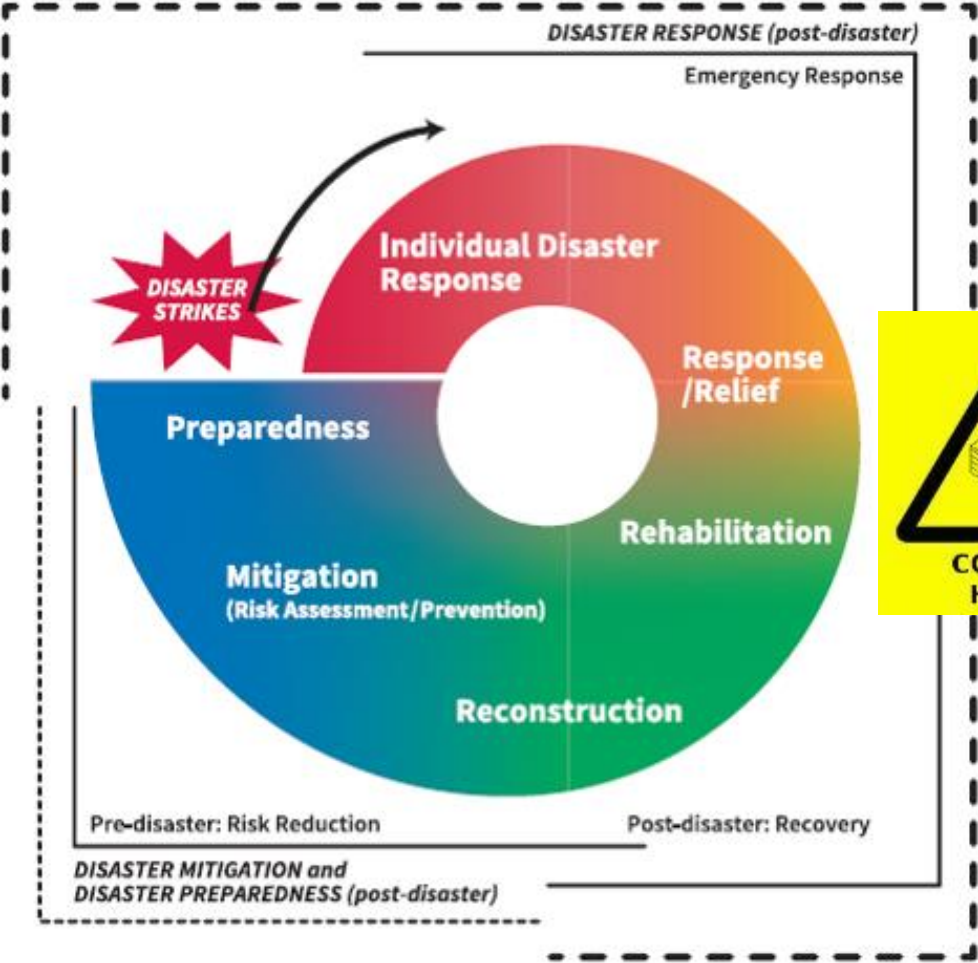 DISASTER RESPONSE (post-disaster)
Emergency Response
Individual Disaster
Response
DISASTER
STRIKES
Response
/Relief
Preparedness
Rehabilitation
Mitigation
(Risk Assessment/Prevention)
Reconstruction
Pre-disaster: Risk Reduction
Post-disaster: Recovery
DISASTER MITIGATION and
DISASTER PREPAREDNESS (post-disaster)